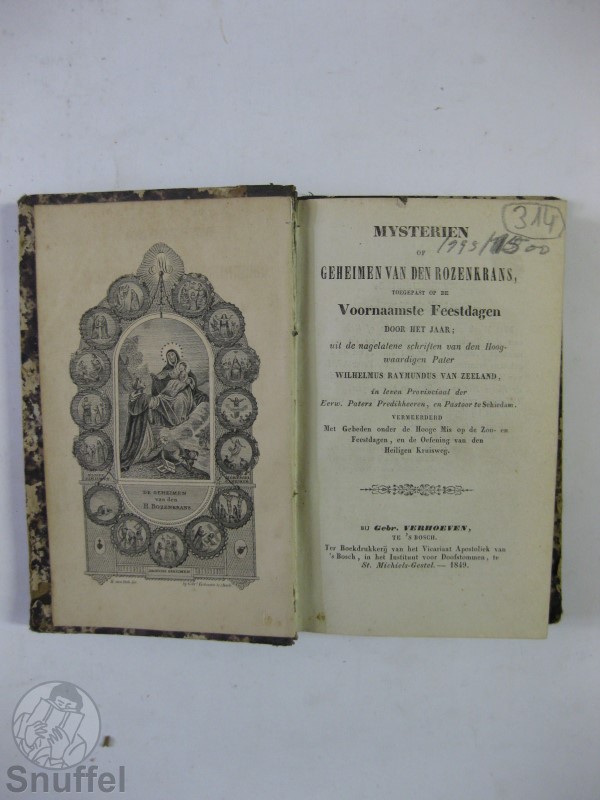 DE GEHEIMEN
van den
H. ROZENKRANS.
314
1993/
MYSTERIEN
OF
GEHEIMEN VAN DEN ROZENKRANS,
TOEGEPAST OP DE
Voornaamste Feestdagen
DOOR HET JAAR;
uit de nagelatene schriften van den Hoog-
waardigen Pater
WILHELMUS RAYMUNDUS VAN ZEELAND,
in leven Provinciaal der
Eerw. Paters Predikheeren, en Pastoor te Schiedam.
VERMEERDERD
Met Gebeden onder de Hooge Mis op de Zon- en
Feestdagen, en de Oefening van den
Heiligen Kruisweg.
BIJ Gebr. VERHOEVEN,
TE 'S BOSCH.
Ter Boekdrukkerij van het Vicariaat Apostoliek van
's Bosch, in het Instituut voor Doofstommen, te
St. Michiels-Gestel. — 1849.
Snuffel